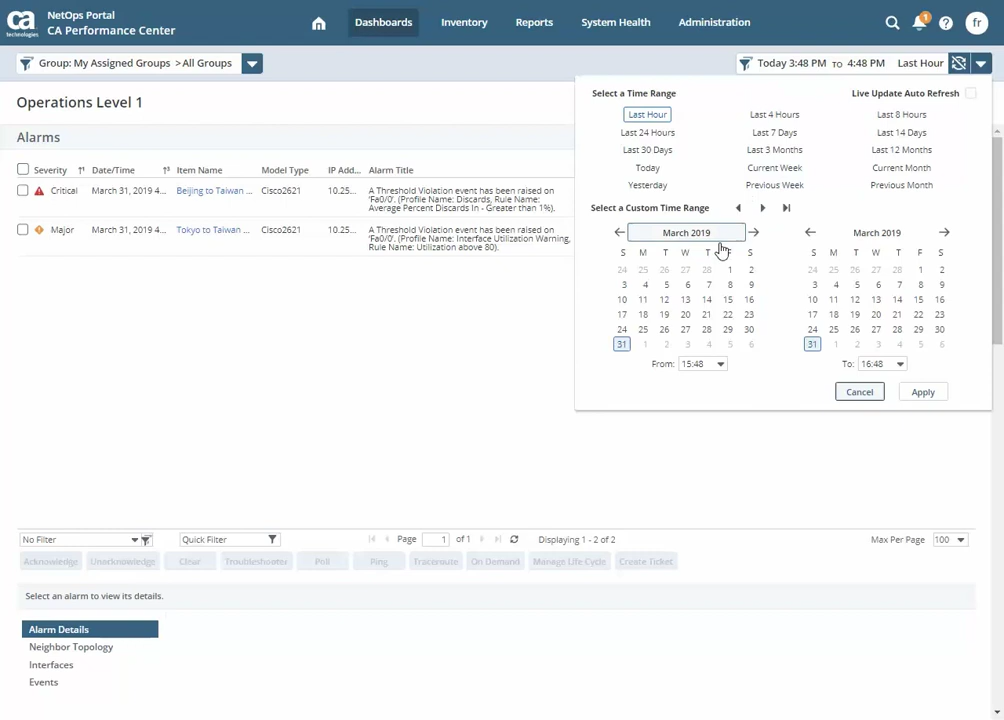 ca
technologies
NetOps Portal
CA Performance Center
Dashboards
Inventory
Reports
System Health
Administration
1
?
fr
Group: My Assigned Groups > All Groups
Today 3:48 PM TO 4:48 PM Last Hour
Operations Level 1
Select a Time Range
Live Update Auto Refresh
Last Hour Last 4 Hours Last 8 Hours
Last 24 Hours Last 7 Days Last 14 Days
Last 30 Days Last 3 Months Last 12 Months
Today Current Week Current Month
Yesterday Previous Week Previous Month
Select a Custom Time Range
March 2019
S M T W T F S
24 25 26 27 28 1 2
3 4 5 6 7 8 9
10 11 12 13 14 15 16
17 18 19 20 21 22 23
24 25 26 27 28 29 30
31 1 2 3 4 5 6
From: 15:48
March 2019
S M T W T F S
24 25 26 27 28 1 2
3 4 5 6 7 8 9
10 11 12 13 14 15 16
17 18 19 20 21 22 23
24 25 26 27 28 29 30
31 1 2 3 4 5 6
To: 16:48
Cancel
Apply
Alarms
Severity Date/Time Item Name Model Type IP Add... Alarm Title
Critical March 31, 2019 4... Beijing to Taiwan ... Cisco2621 10.25... A Threshold Violation event has been raised on
'Fa0/0'. (Profile Name: Discards, Rule Name:
Average Percent Discards In - Greater than 1%).
Major March 31, 2019 4... Tokyo to Taiwan ... Cisco2621 10.25... A Threshold Violation event has been raised on
'Fa0/0'. (Profile Name: Interface Utilization Warning,
Rule Name: Utilization above 80).
No Filter
Quick Filter
Page 1 of 1
Displaying 1 - 2 of 2
Max Per Page 100
Acknowledge Unacknowledge Clear Troubleshooter Poll Ping Traceroute On Demand Manage Life Cycle Create Ticket
Select an alarm to view its details.
Alarm Details
Neighbor Topology
Interfaces
Events